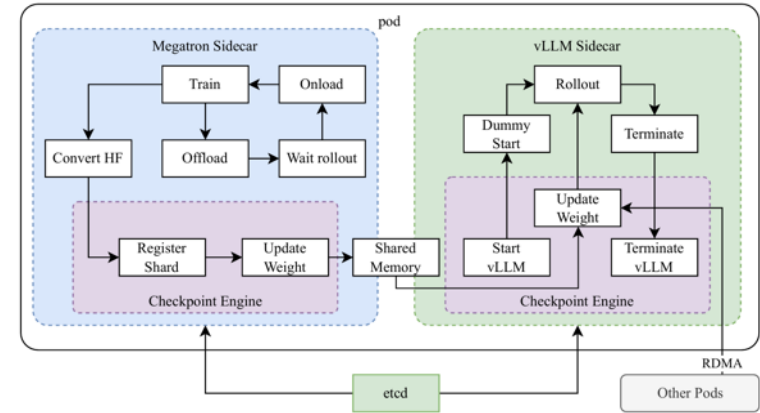 pod
Megatron Sidecar
Train
Onload
Convert HF
Offload
Wait rollout
Register
Shard
Update
Weight
Checkpoint Engine
Shared
Memory
vLLM Sidecar
Rollout
Dummy
Start
Terminate
Update
Weight
Start
vLLM
Terminate
vLLM
Checkpoint Engine
RDMA
etcd
Other Pods